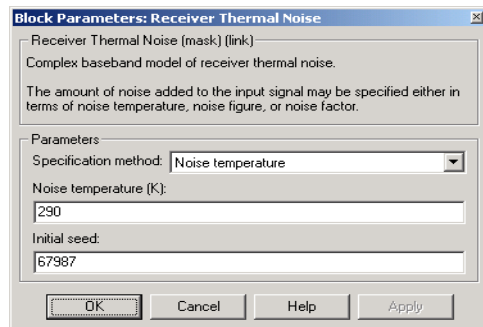 Block Parameters: Receiver Thermal Noise
Receiver Thermal Noise (mask) (link)
Complex baseband model of receiver thermal noise.
The amount of noise added to the input signal may be specified either in
terms of noise temperature, noise figure, or noise factor.
Parameters
Specification method: Noise temperature
Noise temperature (K):
290
Initial seed:
67987
OK Cancel Help Apply